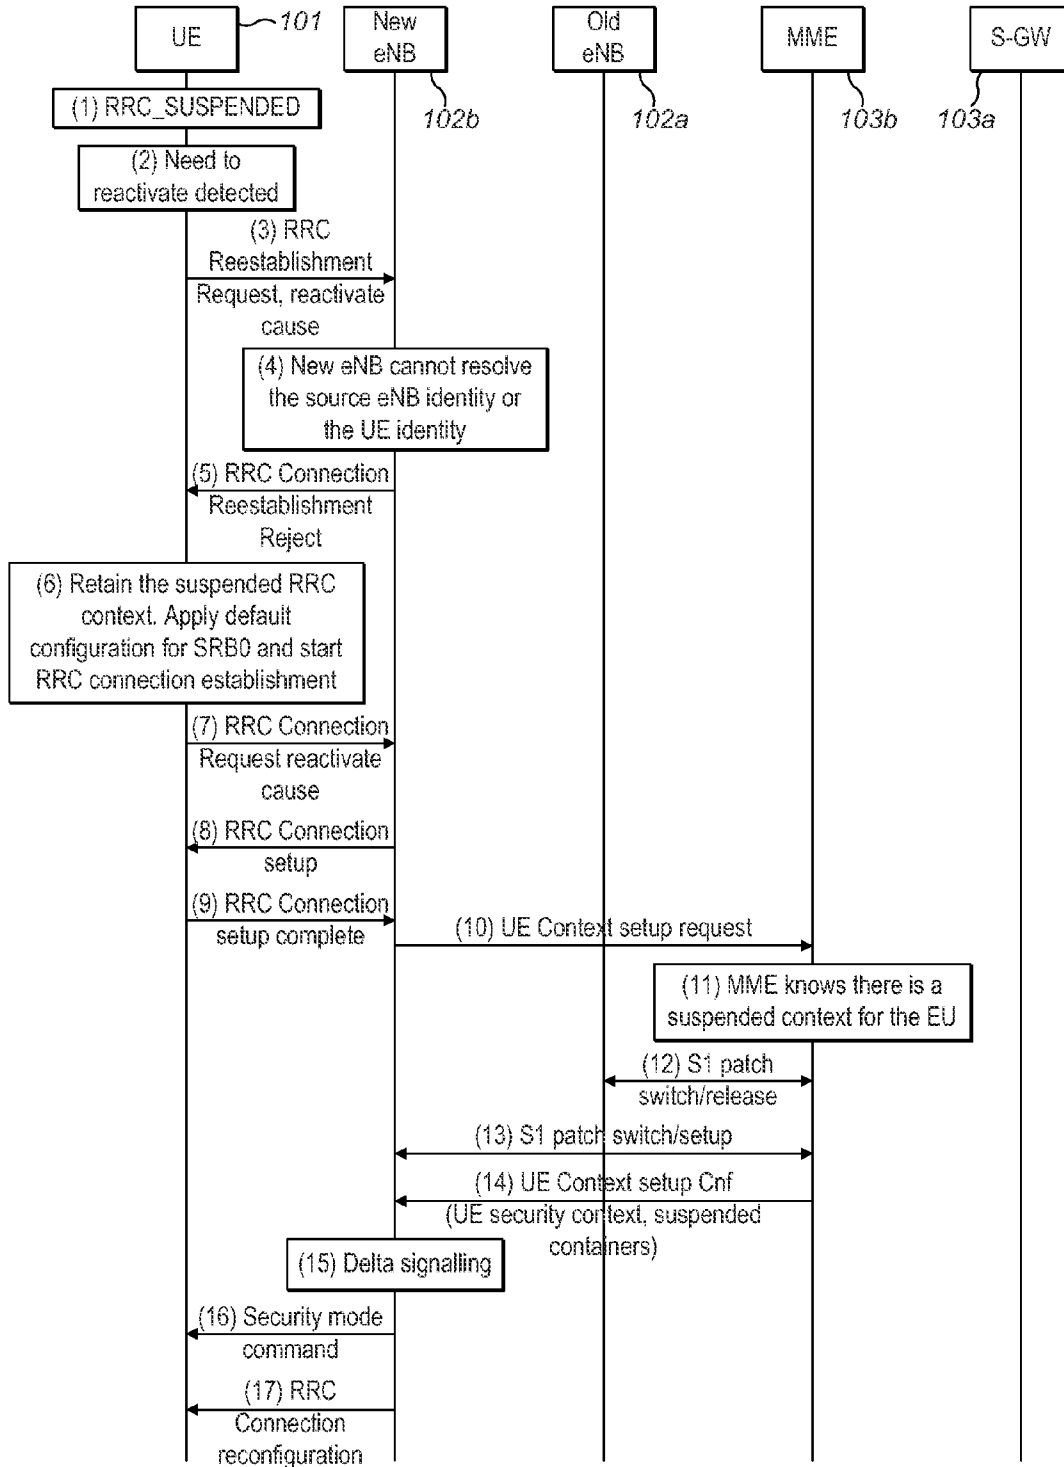 UE
101
New
eNB
102b
Old
eNB
102a
MME
103b
S-GW
103a
(1) RRC_SUSPENDED
(2) Need to
reactivate detected
(3) RRC
Reestablishment
Request, reactivate
cause
(4) New eNB cannot resolve
the source eNB identity or
the UE identity
(5) RRC Connection
Reestablishment
Reject
(6) Retain the suspended RRC
context. Apply default
configuration for SRB0 and start
RRC connection establishment
(7) RRC Connection
Request reactivate
cause
(8) RRC Connection
setup
(9) RRC Connection
setup complete
(10) UE Context setup request
(11) MME knows there is a
suspended context for the EU
(12) S1 patch
switch/release
(13) S1 patch switch/setup
(14) UE Context setup Cnf
(UE security context, suspended
containers)
(15) Delta signalling
(16) Security mode
command
(17) RRC
Connection
reconfiguration